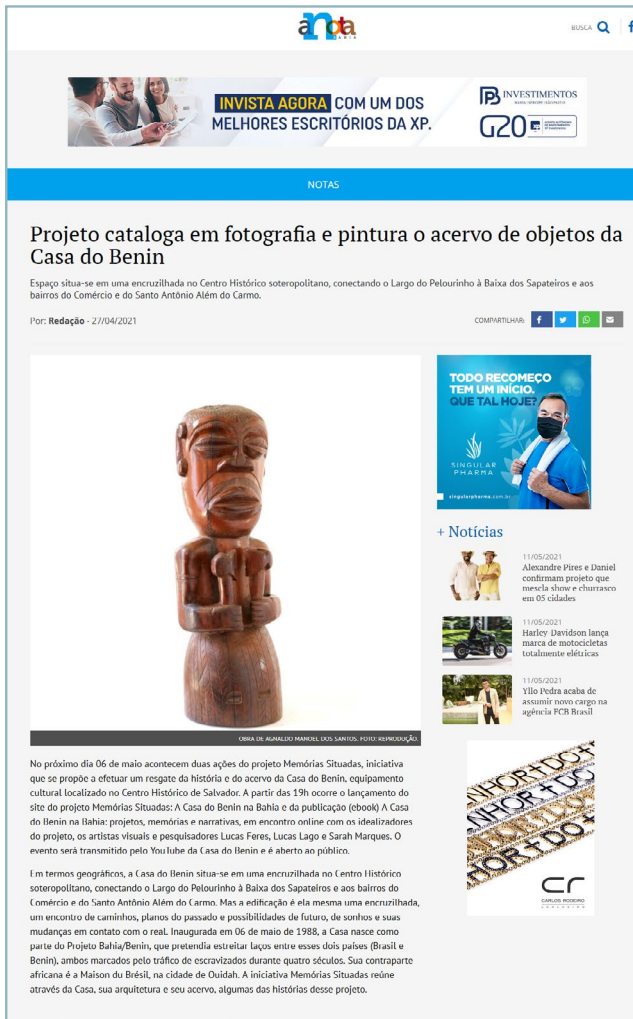 anota
BAHIA
BUSCA
INVISTA AGORA COM UM DOS
MELHORES ESCRITÓRIOS DA XP.
INVESTIMENTOS
G20
NOTAS
Projeto cataloga em fotografia e pintura o acervo de objetos da
Casa do Benin
Espaço situa-se em uma encruzilhada no Centro Histórico soteropolitano, conectando o Largo do Pelourinho à Baixa dos Sapateiros e aos
bairros do Comércio e do Santo Antônio Além do Carmo.
Por: Redação - 27/04/2021
COMPARTILHAR:
OBRA DE AGNALDO MANOEL DOS SANTOS. FOTO: REPRODUÇÃO.
No próximo dia 06 de maio acontecem duas ações do projeto Memórias Situadas, iniciativa
que se propõe a efetuar um resgate da história e do acervo da Casa do Benin, equipamento
cultural localizado no Centro Histórico de Salvador. A partir das 19h ocorre o lançamento do
site do projeto Memórias Situadas: A Casa do Benin na Bahia e da publicação (ebook) A Casa
do Benin na Bahia: projetos, memórias e narrativas, em encontro online com os idealizadores
do projeto, os artistas visuais e pesquisadores Lucas Feres, Lucas Lago e Sarah Marques. O
evento será transmitido pelo YouTube da Casa do Benin e é aberto ao público.
Em termos geográficos, a Casa do Benin situa-se em uma encruzilhada no Centro Histórico
soteropolitano, conectando o Largo do Pelourinho à Baixa dos Sapateiros e aos bairros do
Comércio e do Santo Antônio Além do Carmo. Mas a edificação é ela mesma uma encruzilhada,
um encontro de caminhos, planos do passado e possibilidades de futuro, de sonhos e suas
mudanças em contato com o real. Inaugurada em 06 de maio de 1988, a Casa nasce como
parte do Projeto Bahia/Benin, que pretendia estreitar laços entre esses dois países (Brasil e
Benin), ambos marcados pelo tráfico de escravizados durante quatro séculos. Sua contraparte
africana é a Maison du Brésil, na cidade de Ouidah. A iniciativa Memórias Situadas reúne
através da Casa, sua arquitetura e seu acervo, algumas das histórias desse projeto.
TODO RECOMEÇO
TEM UM INÍCIO.
QUE TAL HOJE?
SINGULAR
PHARMA
singularpharma.com.br
+ Notícias
11/05/2021
Alexandre Pires e Daniel
confirmam projeto que
mescla show e churrasco
em 05 cidades
11/05/2021
Harley-Davidson lança
marca de motocicletas
totalmente elétricas
11/05/2021
Yllo Pedra acaba de
assumir novo cargo na
agência FCB Brasil
NHOR+DO+
NHOR+DO+
HOR+DO+
HOR+DO+
cr
CARLOS RODEIRO